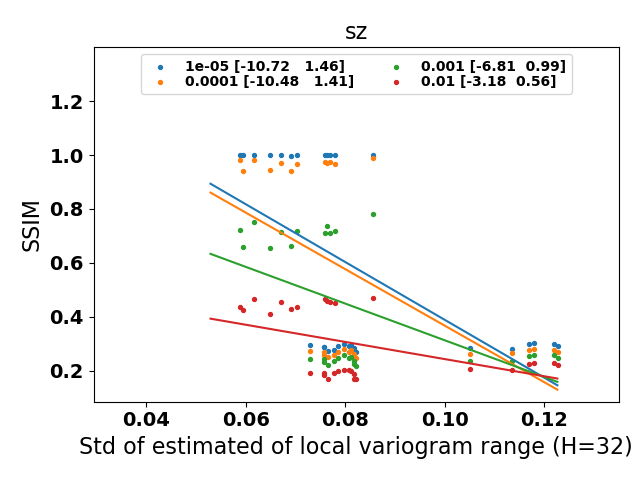 sz
1e-05 [-10.72 1.46]
0.0001 [-10.48 1.41]
0.001 [-6.81 0.99]
0.01 [-3.18 0.56]
SSIM
1.2
1.0
0.8
0.6
0.4
0.2
0.04 0.06 0.08 0.10 0.12
Std of estimated of local variogram range (H=32)